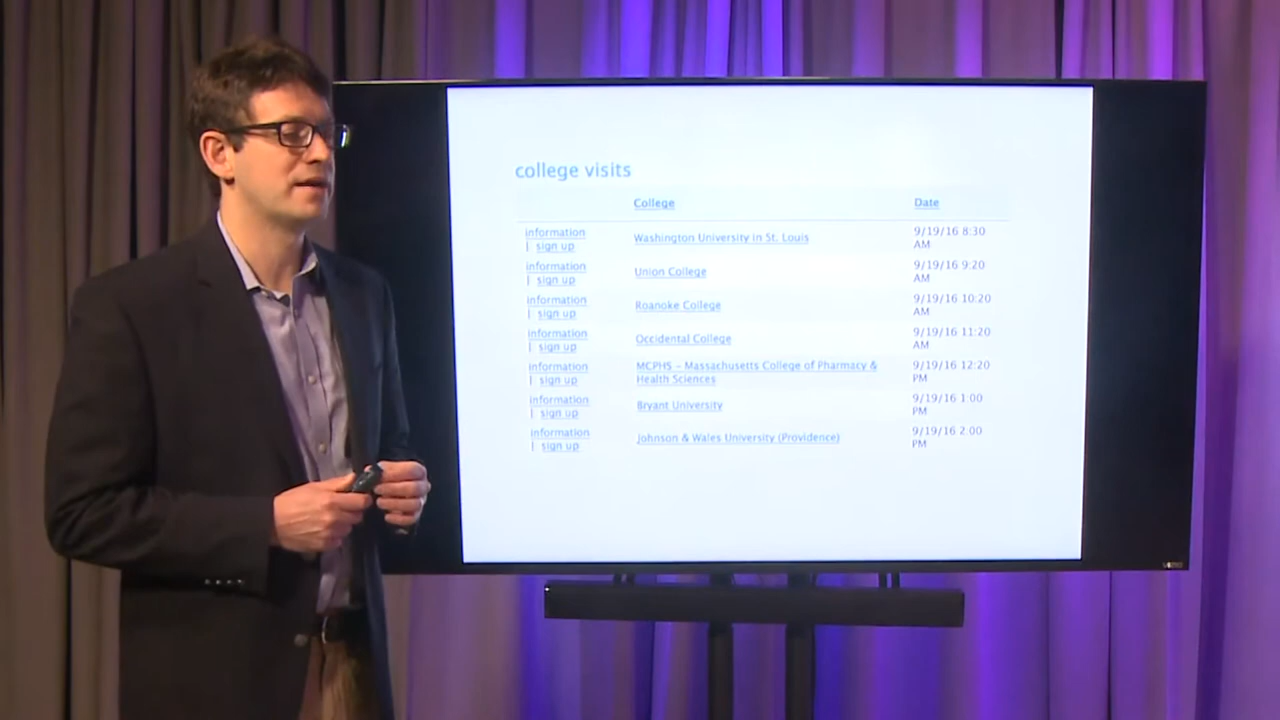 college visits
College Date
information Washington University in St. Louis 9/19/16 8:30
| sign up AM
information Union College 9/19/16 9:20
| sign up AM
information Roanoke College 9/19/16 10:20
| sign up AM
information Occidental College 9/19/16 11:20
| sign up AM
information MCPHS – Massachusetts College of Pharmacy & 9/19/16 12:20
| sign up Health Sciences PM
information Bryant University 9/19/16 1:00
| sign up PM
information Johnson & Wales University (Providence) 9/19/16 2:00
| sign up PM